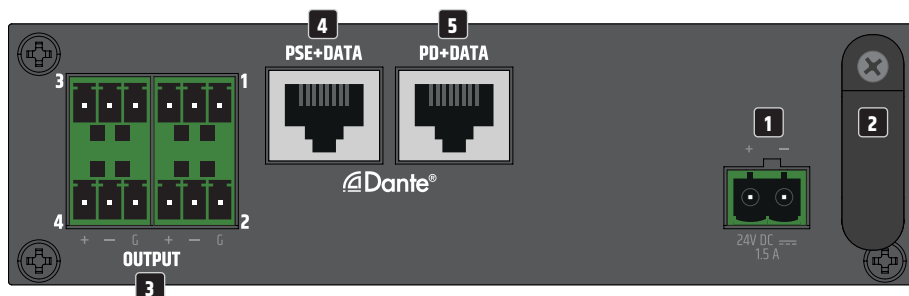 4
5
PSE+DATA
PD+DATA
3
1
1
2
+ −
Dante®
4
2
+ − G + − G
24V DC
1.5 A
OUTPUT
3